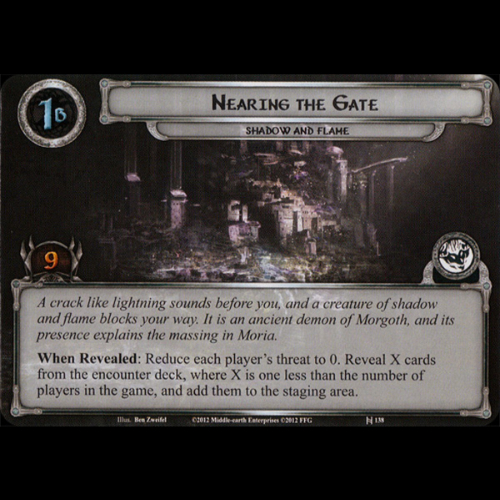 1B
NEARING THE GATE
SHADOW AND FLAME
9
A crack like lightning sounds before you, and a creature of shadow
and flame blocks your way. It is an ancient demon of Morgoth, and its
presence explains the massing in Moria.
When Revealed: Reduce each player's threat to 0. Reveal X cards
from the encounter deck, where X is one less than the number of
players in the game, and add them to the staging area.
Illus. Ben Zweifel ©2012 Middle-earth Enterprises ©2012 FFG 138